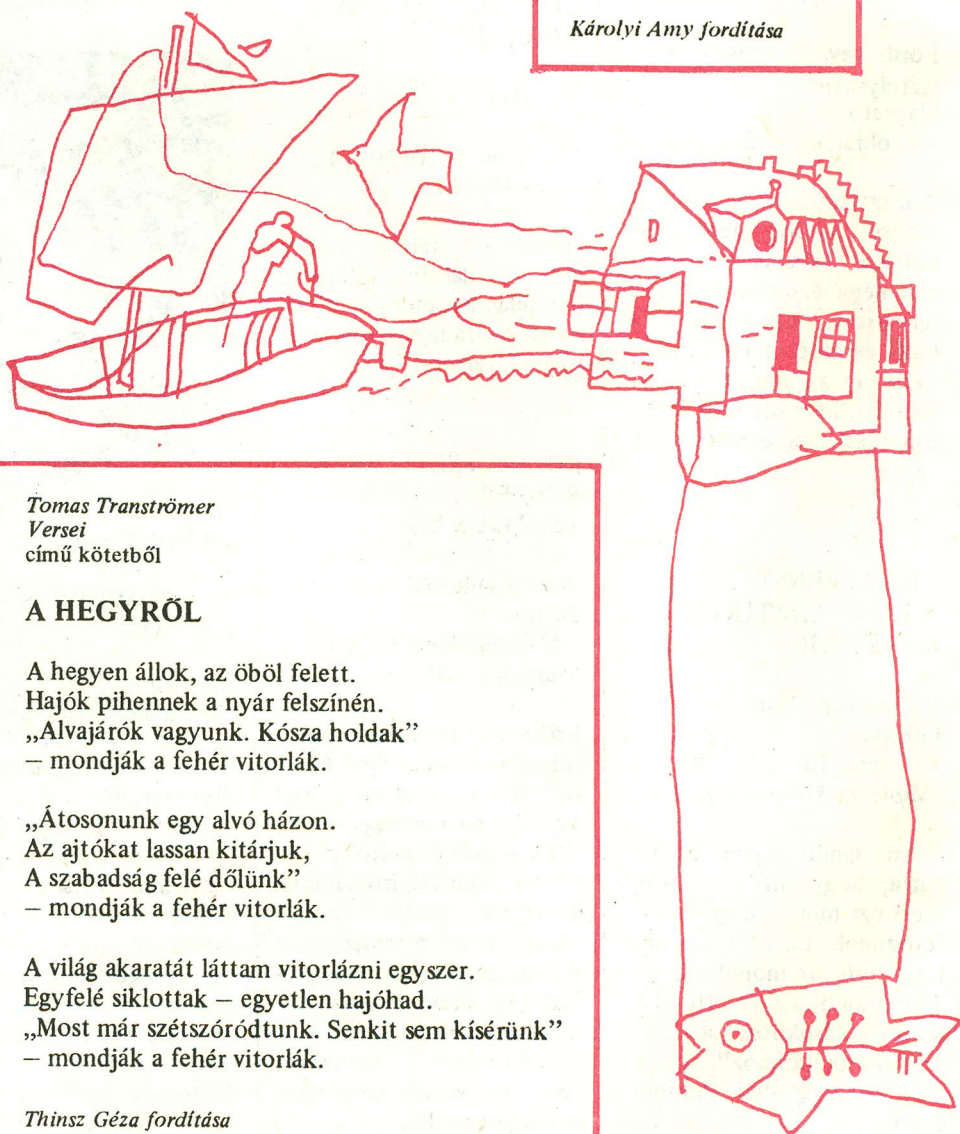 Károlyi Amy fordítása
Tomas Tranströmer
Versei
című kötetből
A HEGYRŐL
A hegyen állok, az öböl felett.
Hajók pihennek a nyár felszínén.
„Alvajárók vagyunk. Kósza holdak”
— mondják a fehér vitorlák.
„Átosonunk egy alvó házon.
Az ajtókat lassan kitárjuk,
A szabadság felé dőlünk”
— mondják a fehér vitorlák.
A világ akaratát láttam vitorlázni egyszer.
Egyfelé siklottak — egyetlen hajóhad.
„Most már szétszóródtunk. Senkit sem kísérünk”
— mondják a fehér vitorlák.
Thinsz Géza fordítása